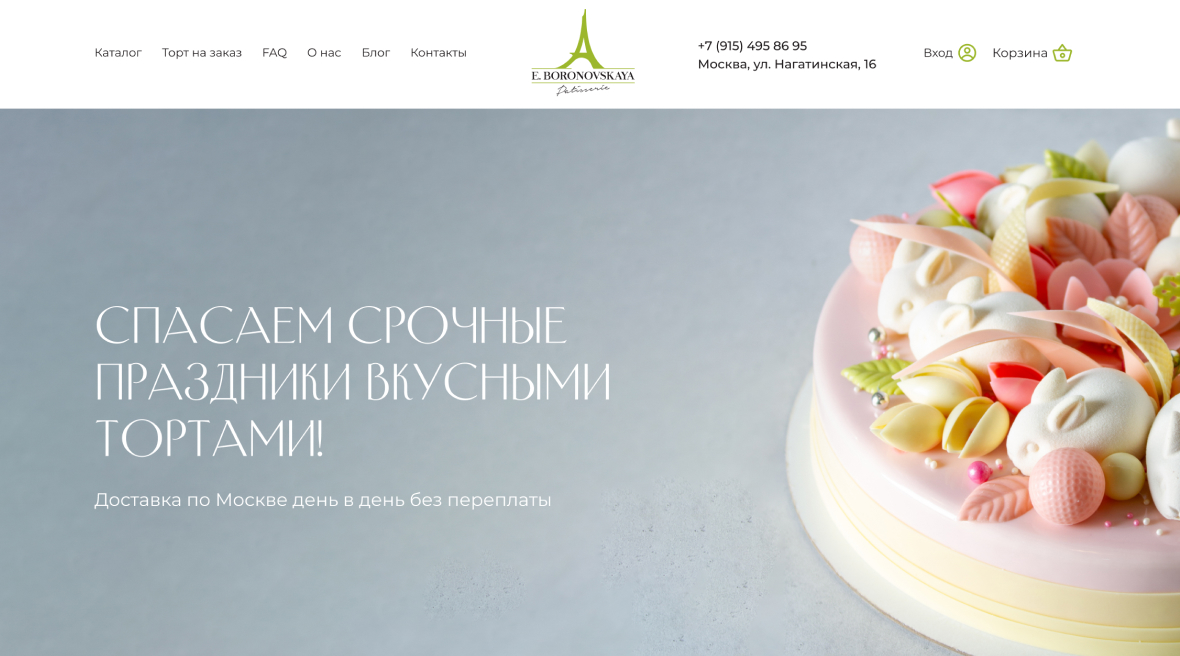 Каталог Торт на заказ FAQ О нас Блог Контакты
E. BORONOVSKAYA
Patisserie
+7 (915) 495 86 95
Москва, ул. Нагатинская, 16
Вход Корзина
СПАСАЕМ СРОЧНЫЕ
ПРАЗДНИКИ ВКУСНЫМИ
ТОРТАМИ!
Доставка по Москве день в день без переплаты